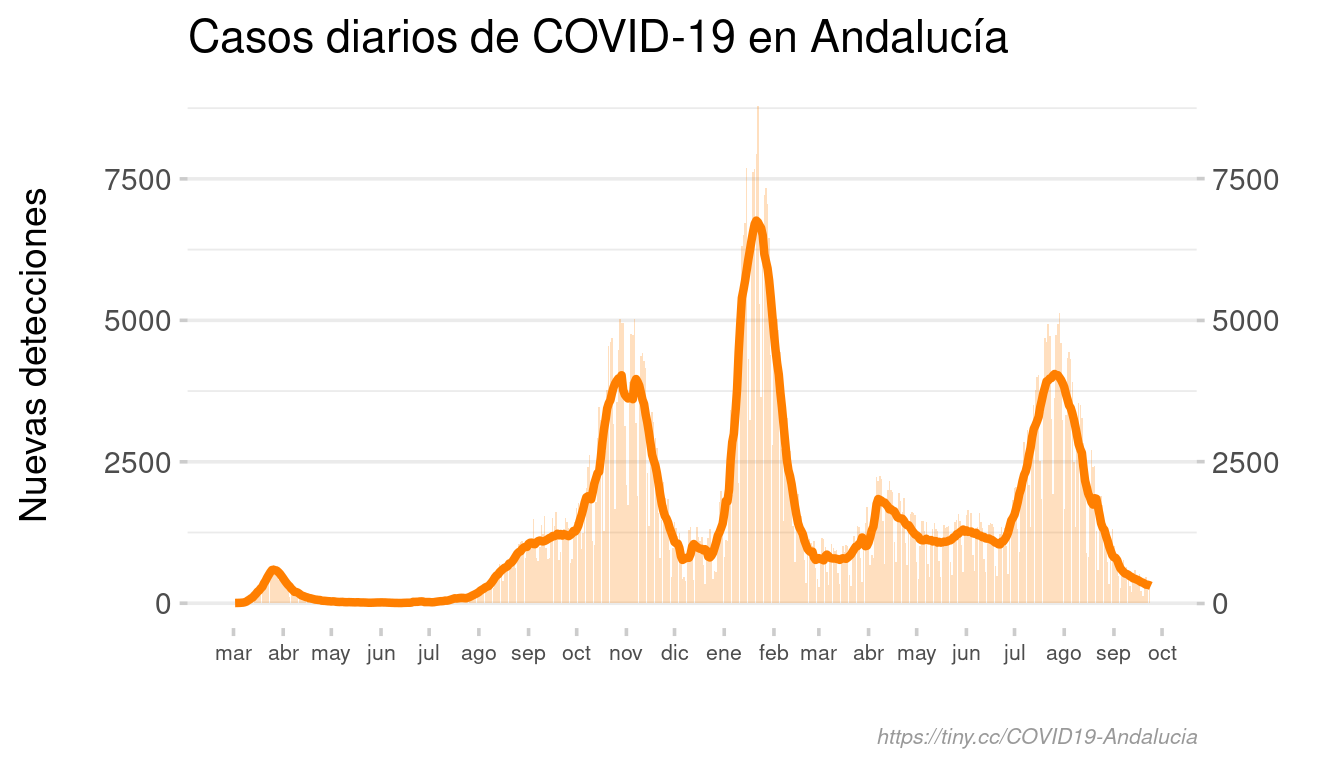 Casos diarios de COVID-19 en Andalucía
Nuevas detecciones
7500 7500
5000 5000
2500 2500
0 0
mar abr may jun jul ago sep oct nov dic ene feb mar abr may jun jul ago sep oct
https://tiny.cc/COVID19-Andalucia